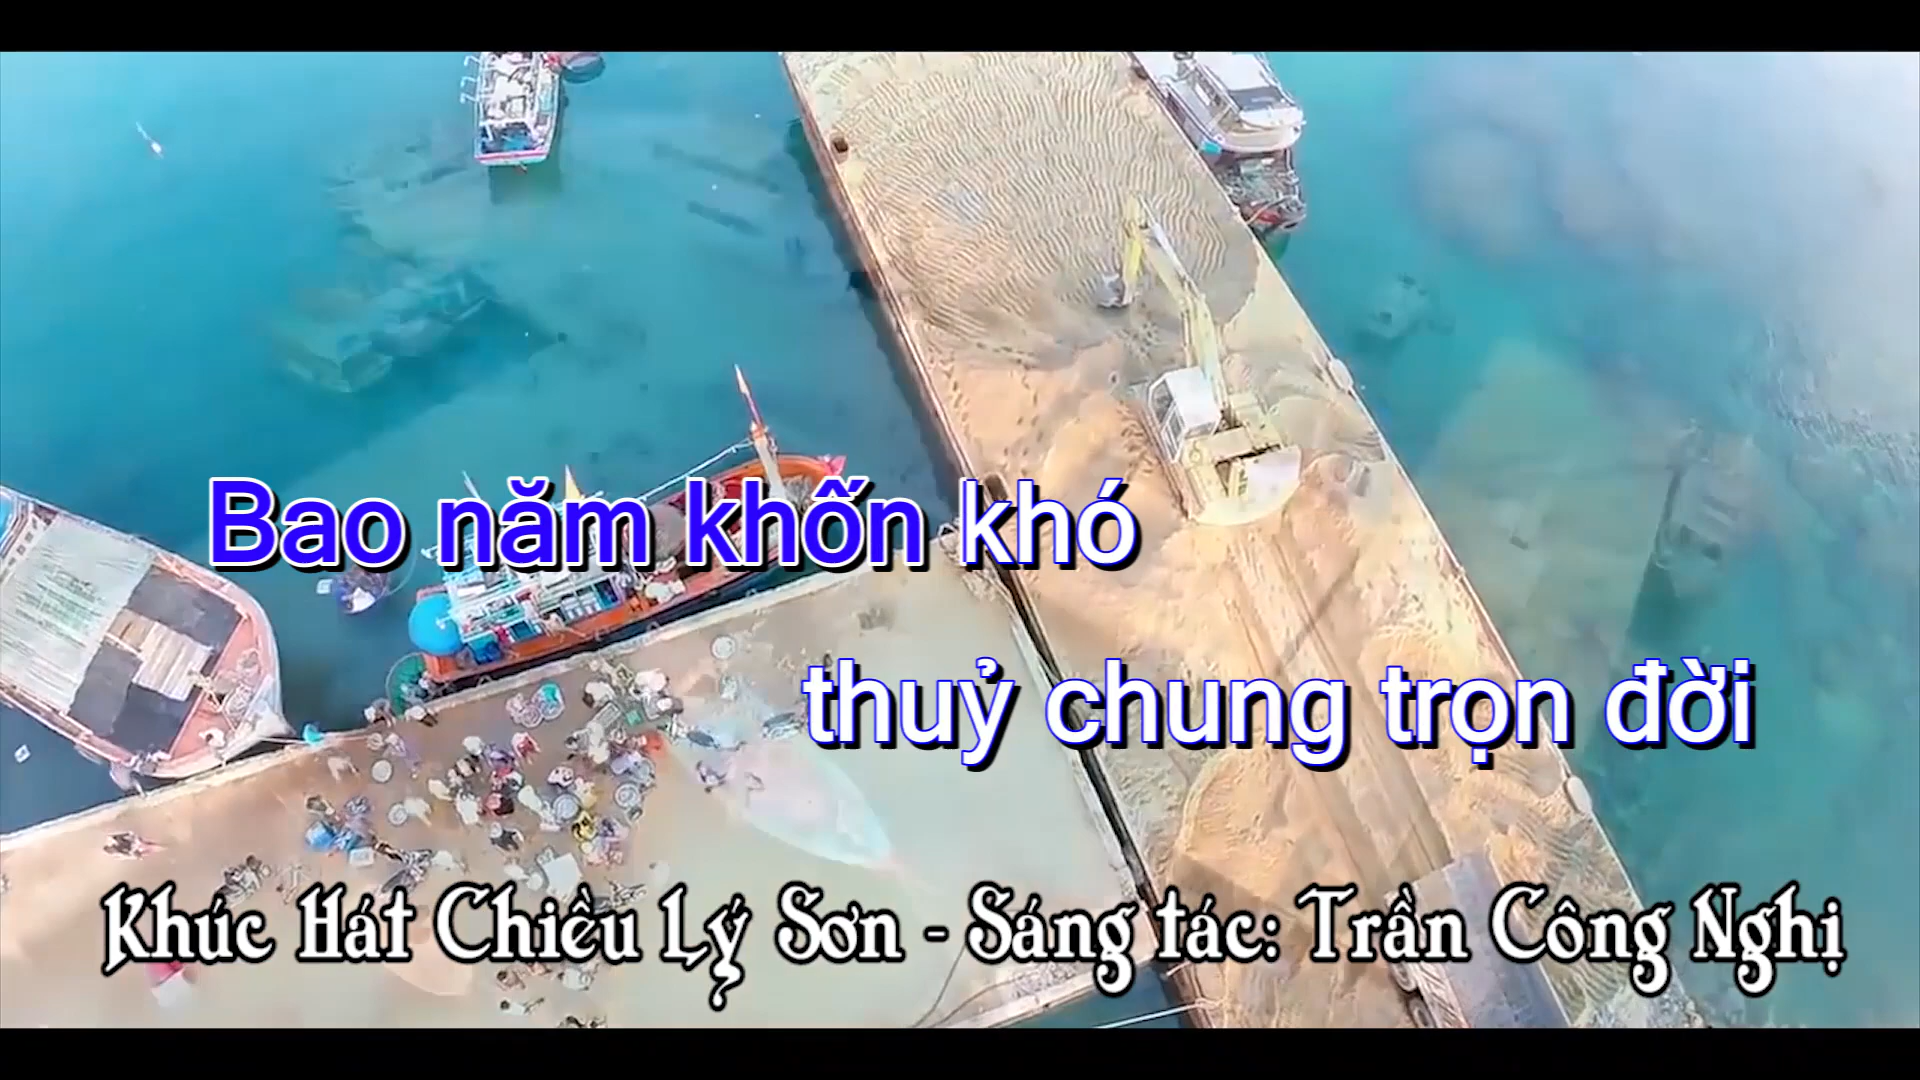 Bao năm khốn khó
thuỷ chung trọn đời
Khúc Hát Chiều Lý Sơn - Sáng tác: Trần Công Nghị